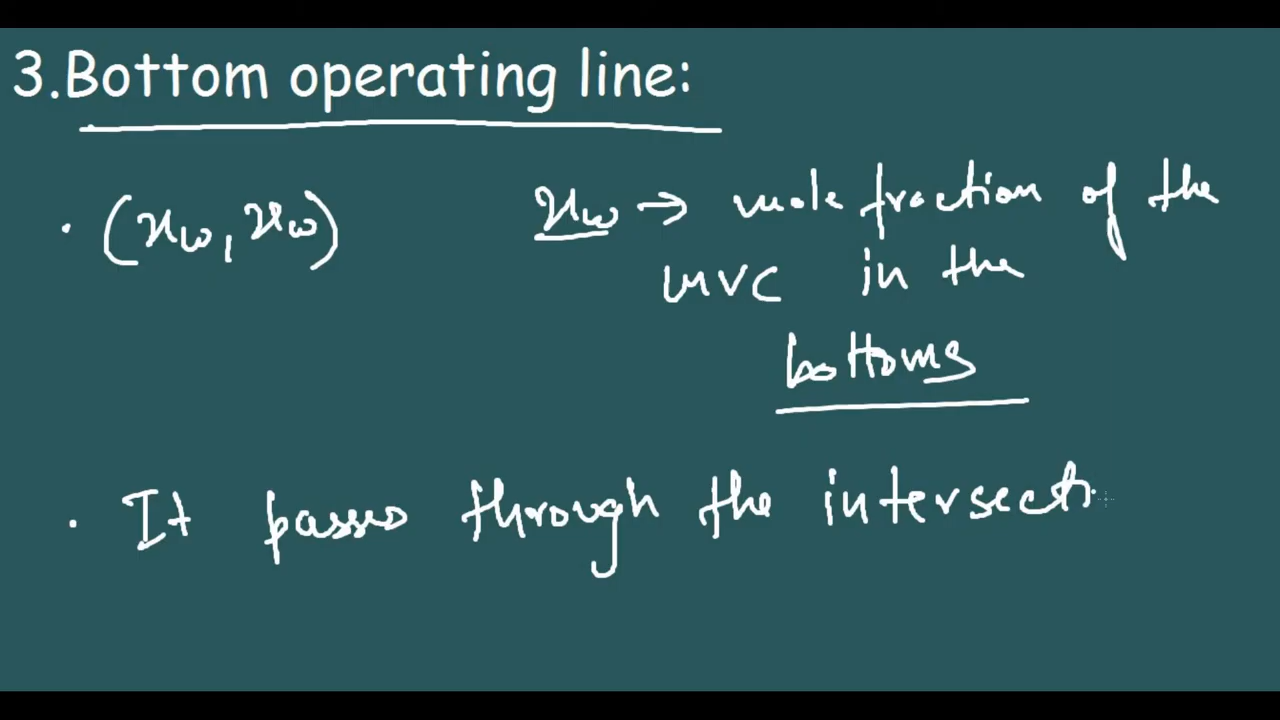 3.Bottom operating line:
• (xw, xw) xw → mole fraction of the
MVC in the
bottoms
• It passes through the intersecti